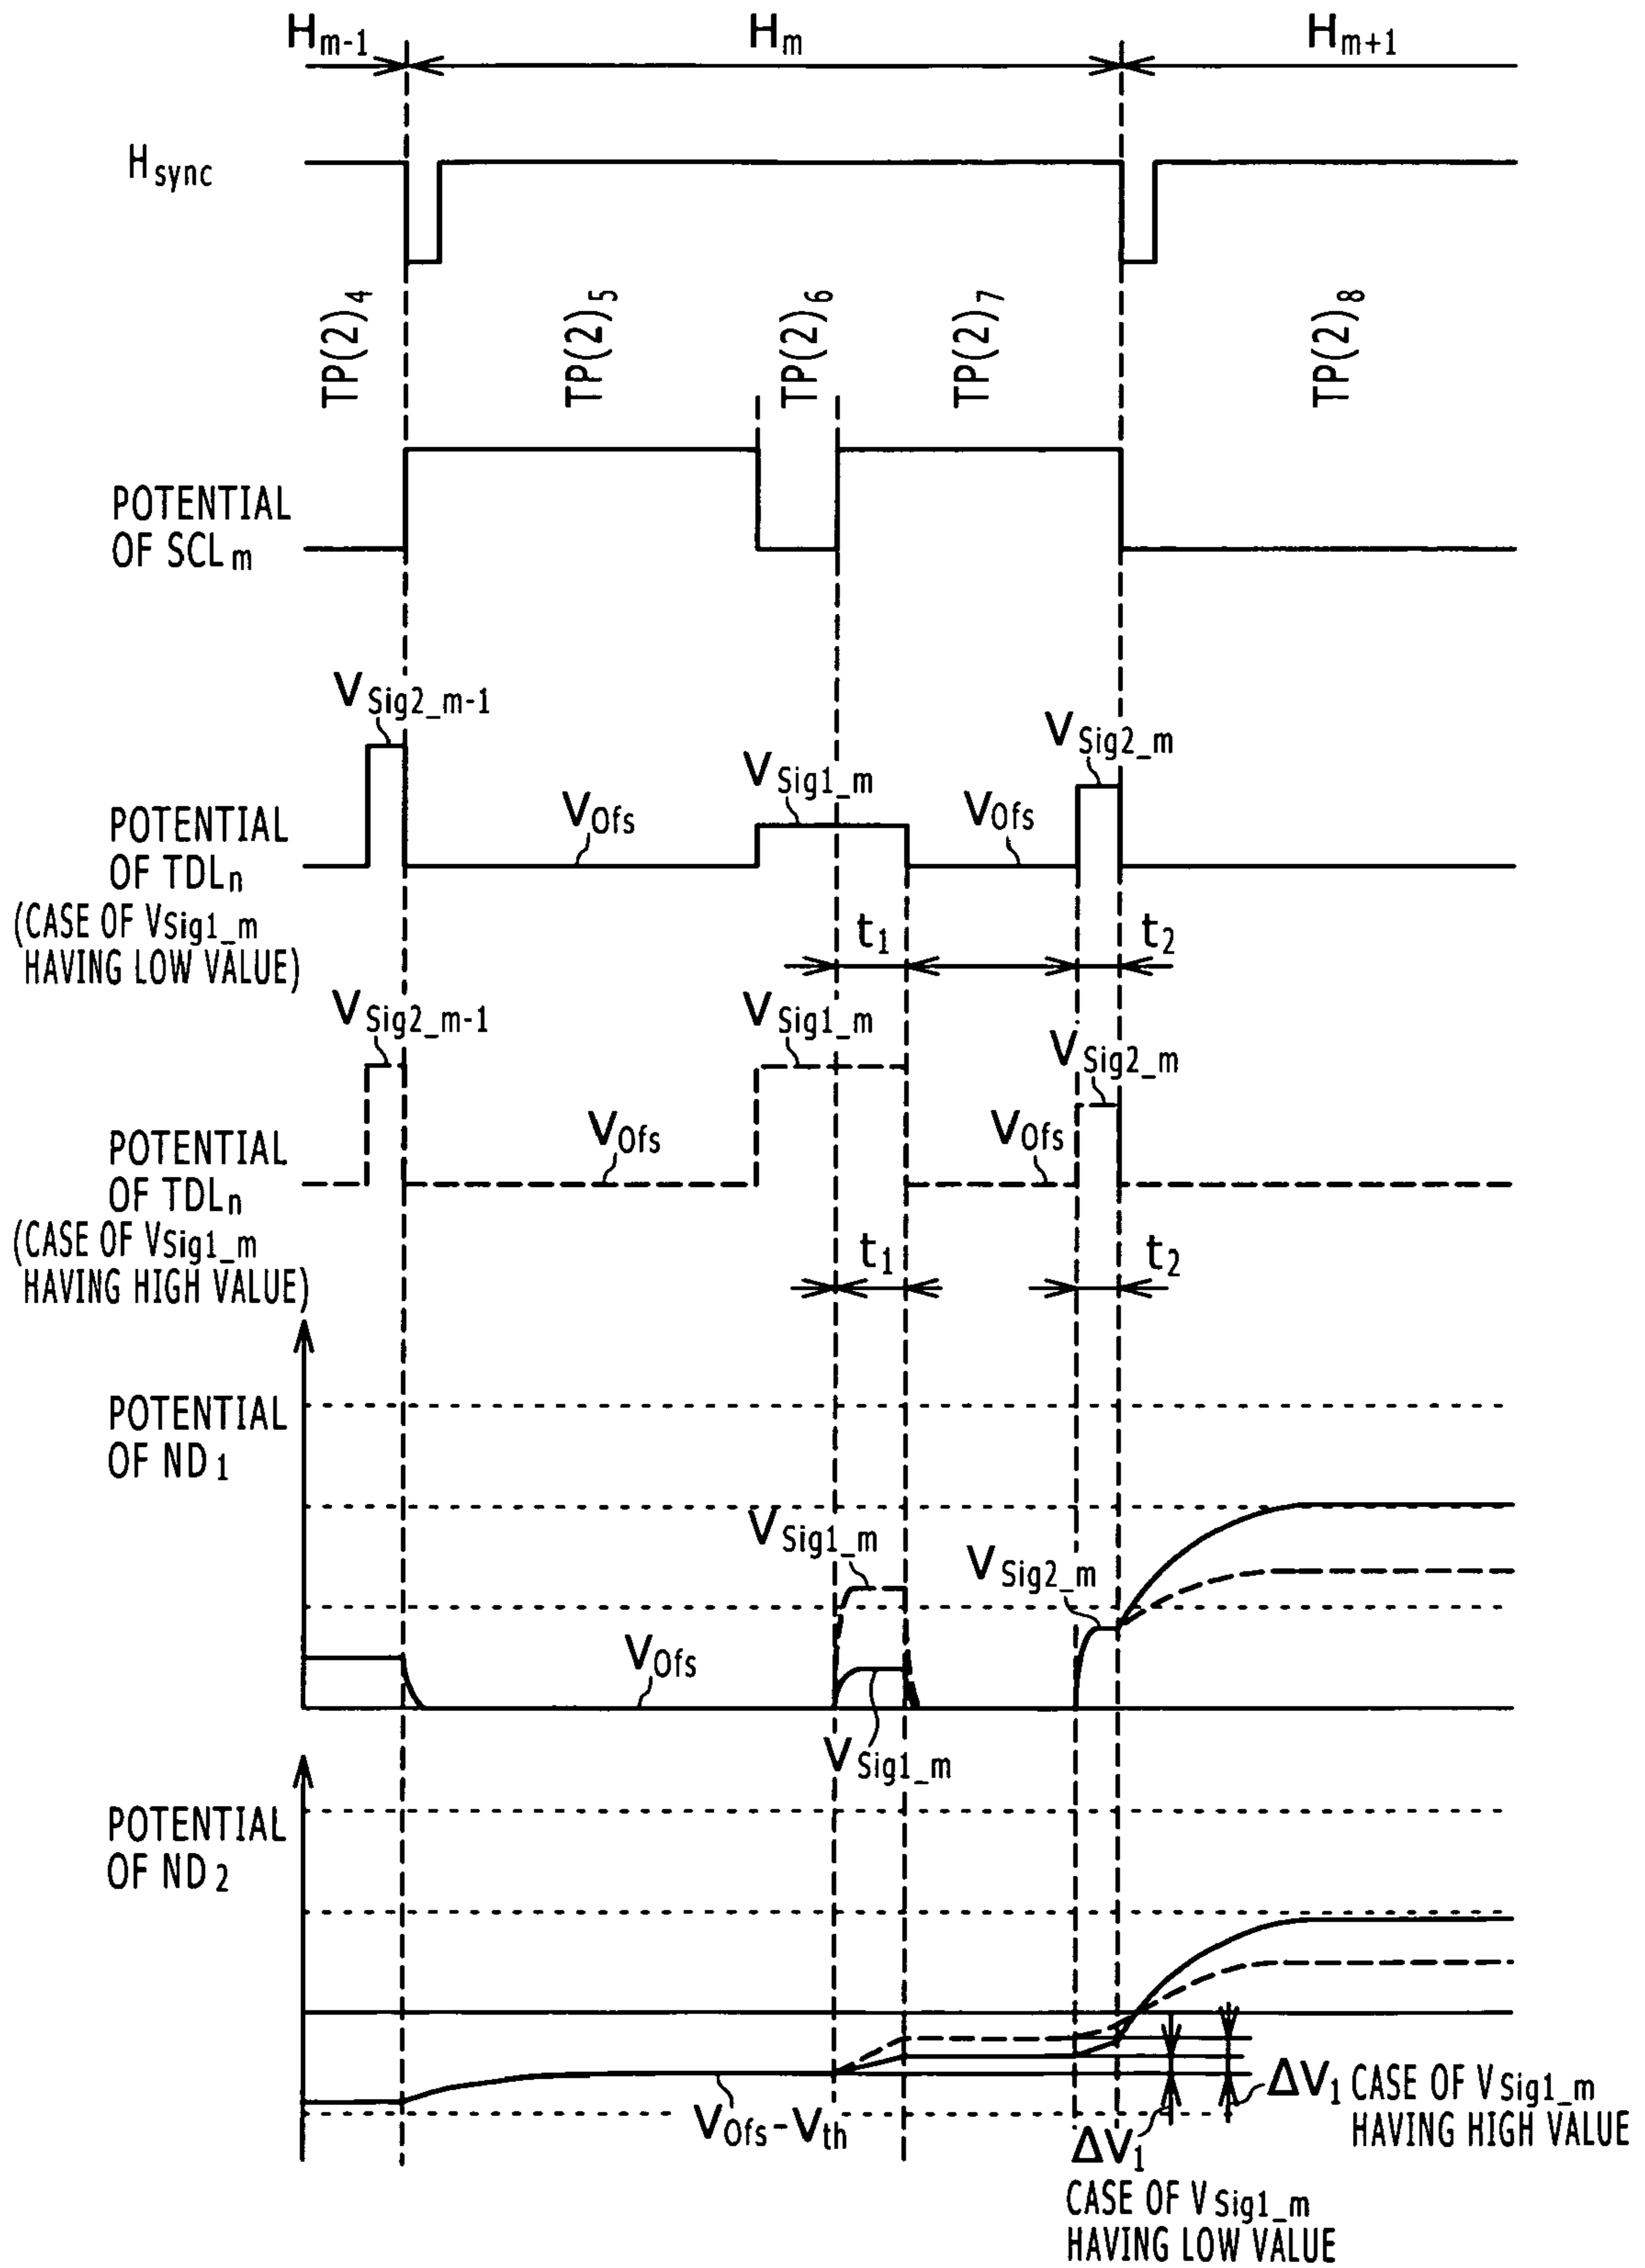 Hm-1 Hm Hm+1
Hsync
TP(2)4 TP(2)5 TP(2)6 TP(2)7 TP(2)8
POTENTIAL
OF SCLm
VSig2_m-1
VSig2_m
VSig1_m
VOfs VOfs
POTENTIAL
OF TDLn
(CASE OF VSig1_m
HAVING LOW VALUE)
t1 t2
VSig2_m-1 VSig1_m
VSig2_m
VOfs VOfs
POTENTIAL
OF TDLn
(CASE OF VSig1_m
HAVING HIGH VALUE)
t1 t2
POTENTIAL
OF ND1
VSig1_m
VSig2_m
VOfs
VSig1_m
POTENTIAL
OF ND2
VOfs-Vth
ΔV1 CASE OF VSig1_m
HAVING HIGH VALUE
ΔV1
CASE OF VSig1_m
HAVING LOW VALUE